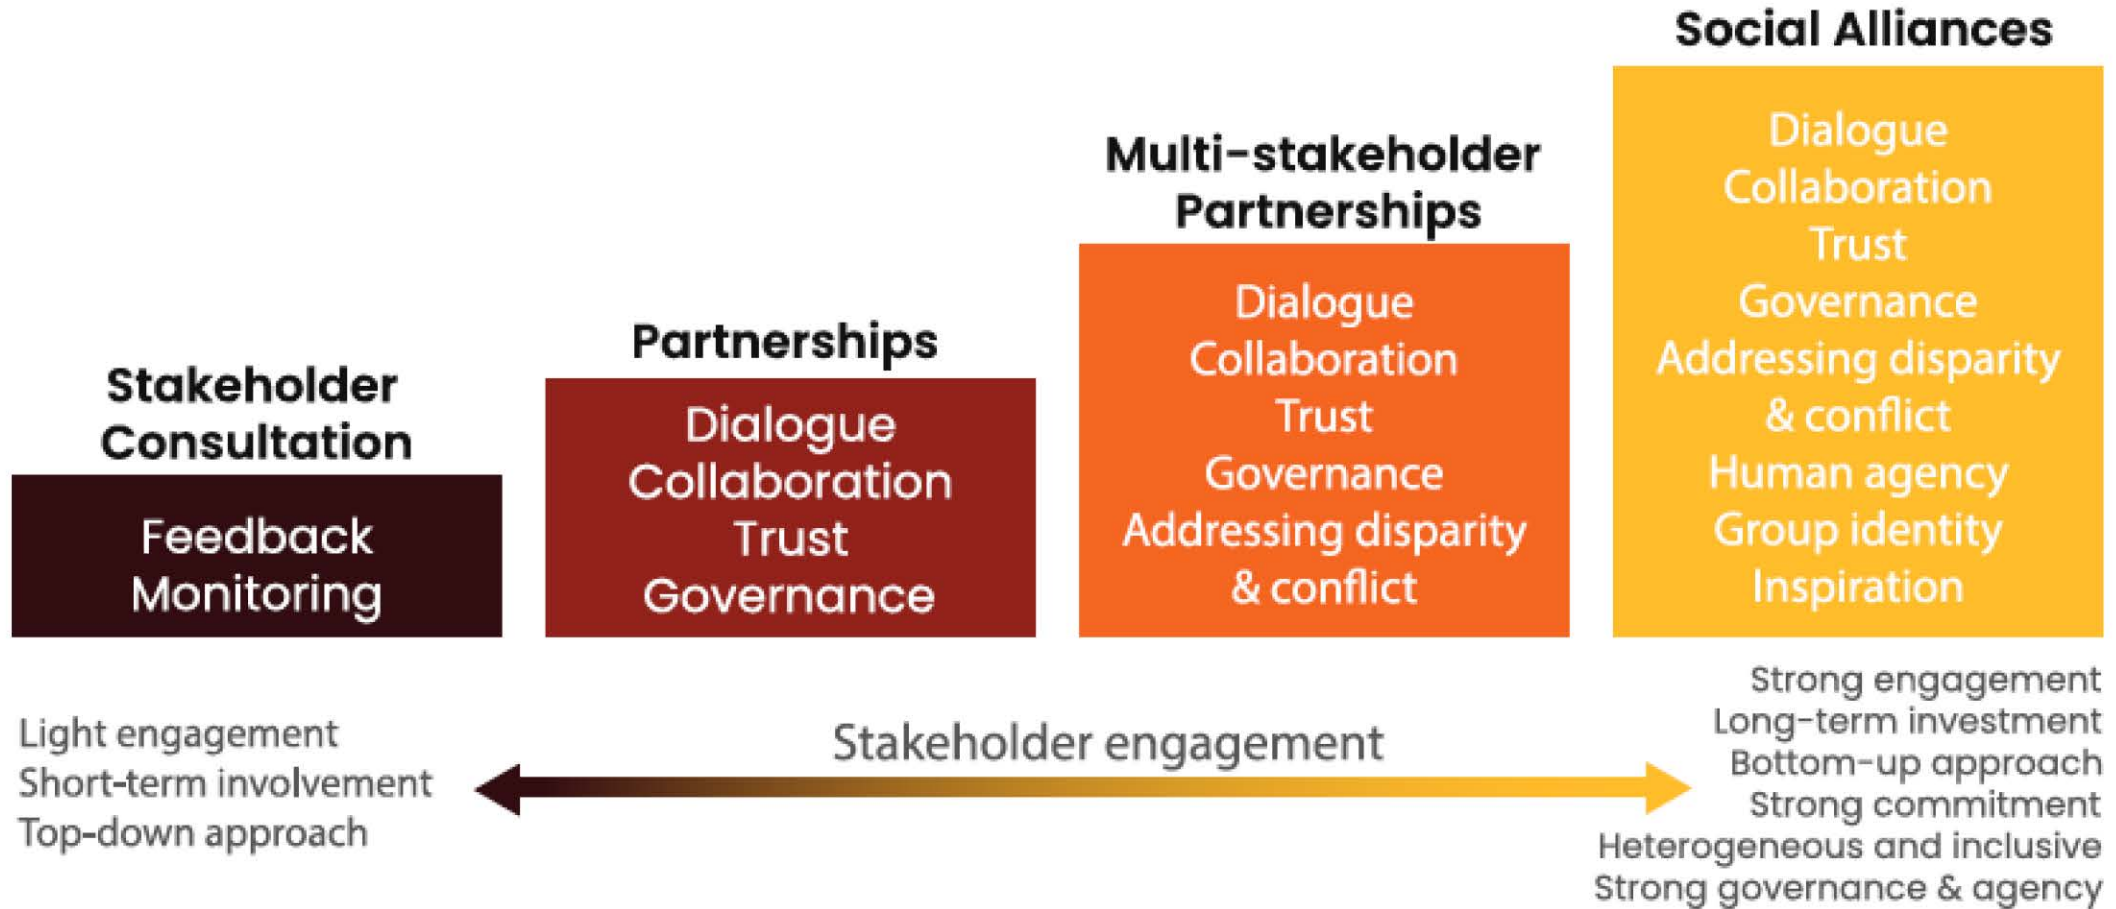 Stakeholder
Consultation
Feedback
Monitoring
Partnerships
Dialogue
Collaboration
Trust
Governance
Multi-stakeholder
Partnerships
Dialogue
Collaboration
Trust
Governance
Addressing disparity
& conflict
Social Alliances
Dialogue
Collaboration
Trust
Governance
Addressing disparity
& conflict
Human agency
Group identity
Inspiration
Light engagement
Short-term involvement
Top-down approach
Stakeholder engagement
Strong engagement
Long-term investment
Bottom-up approach
Strong commitment
Heterogeneous and inclusive
Strong governance & agency